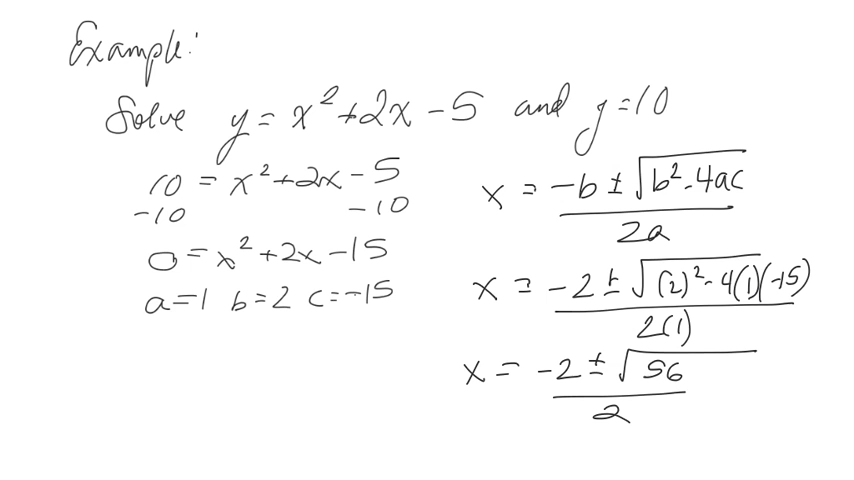 Example:
Solve y = x² + 2x - 5 and y = 10
10 = x² + 2x - 5
-10 -10
0 = x² + 2x - 15
a = 1 b = 2 c = -15
x = (-b ± √(b² - 4ac)) / 2a
x = (-2 ± √((2)² - 4(1)(-15))) / 2(1)
x = (-2 ± √56) / 2